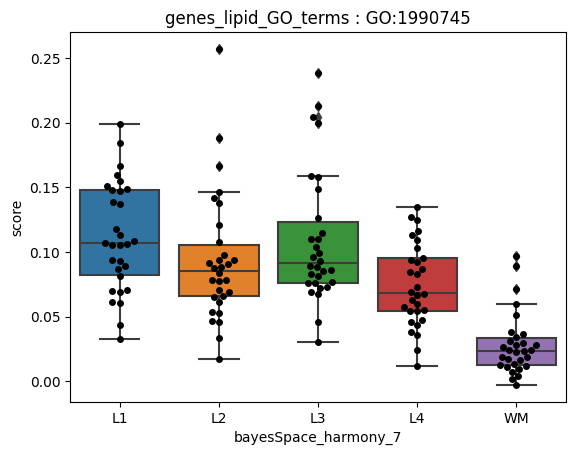 genes_lipid_GO_terms : GO:1990745
0.25
0.20
0.15
0.10
0.05
0.00
score
L1 L2 L3 L4 WM
bayesSpace_harmony_7